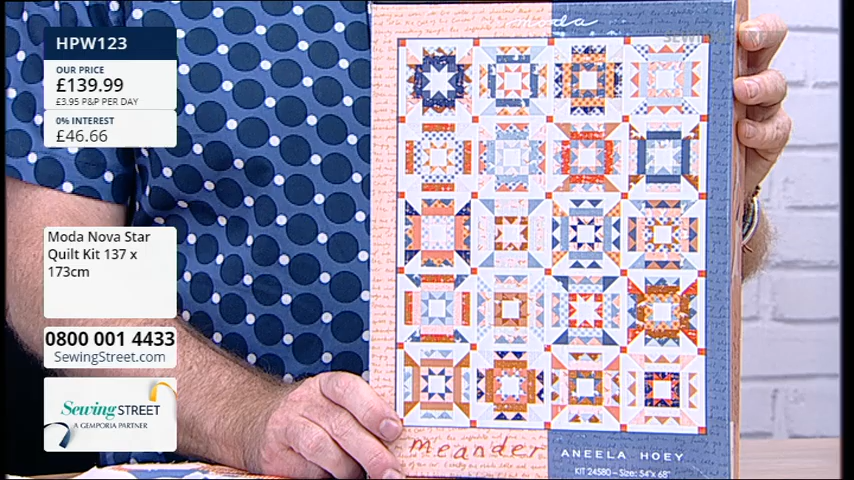 HPW123
OUR PRICE
£139.99
£3.95 P&P PER DAY
0% INTEREST
£46.66
Moda Nova Star
Quilt Kit 137 x
173cm
0800 001 4433
SewingStreet.com
Sewing STREET
A GEMPORIA PARTNER
moda
SEWI
meander
ANEELA HOEY
KIT 24580 - Size: 54" x 68"